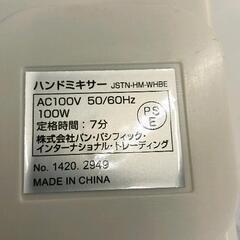 ハンドミキサー JSTN-HM-WHBE
AC100V 50/60Hz
100W
定格時間:7分
PS
E
株式会社パン・パシフィック・
インターナショナル・トレーディング
No. 1420. 2949
MADE IN CHINA